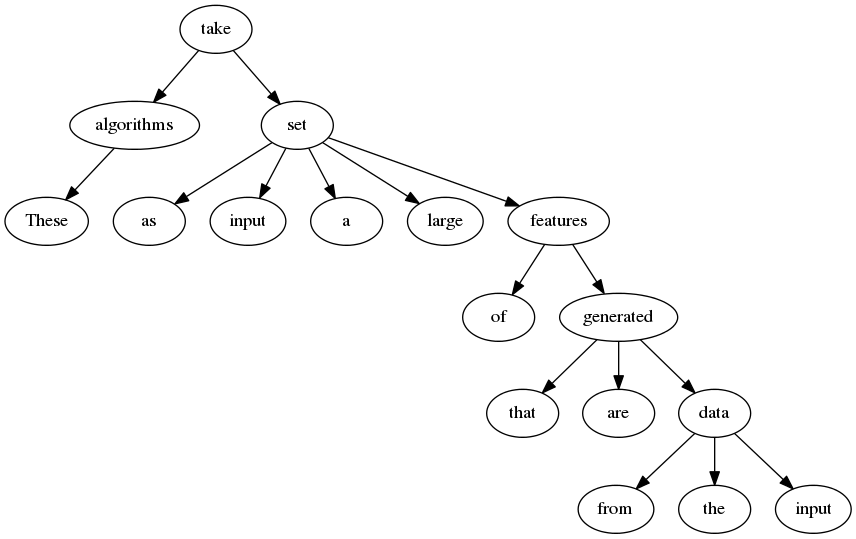 take
algorithms
set
These
as
input
a
large
features
of
generated
that
are
data
from
the
input